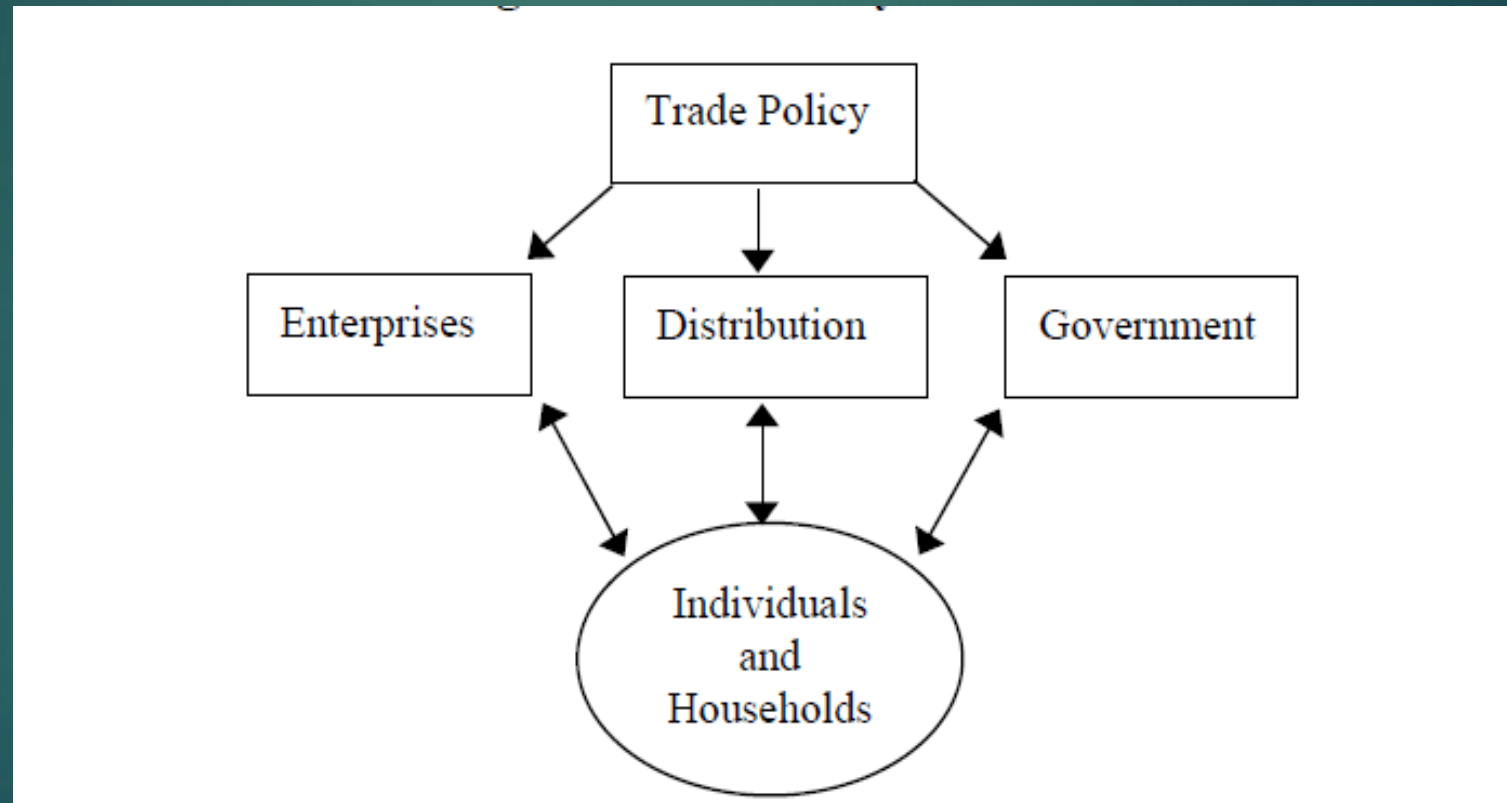 Trade Policy
Enterprises
Distribution
Government
Individuals
and
Households